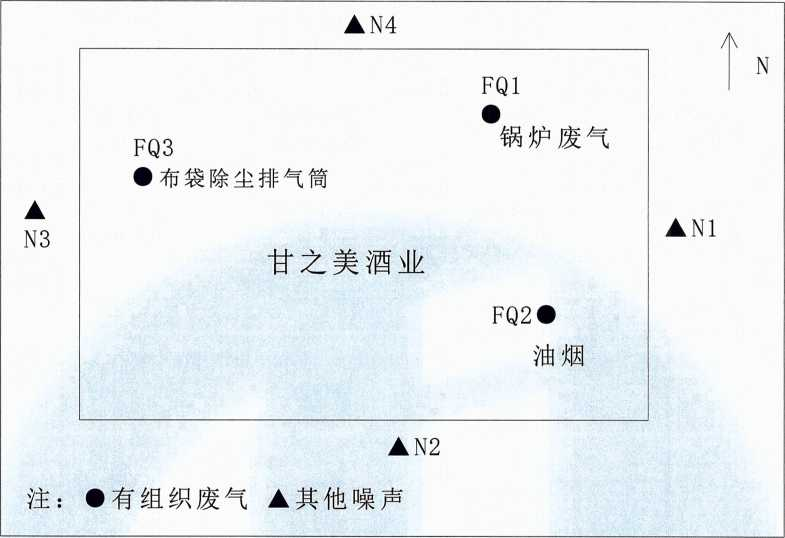 ▲N4
N
FQ1
锅炉废气
FQ3
布袋除尘排气筒
N3
▲N1
甘之美酒业
FQ2
油烟
▲N2
注：●有组织废气 ▲其他噪声